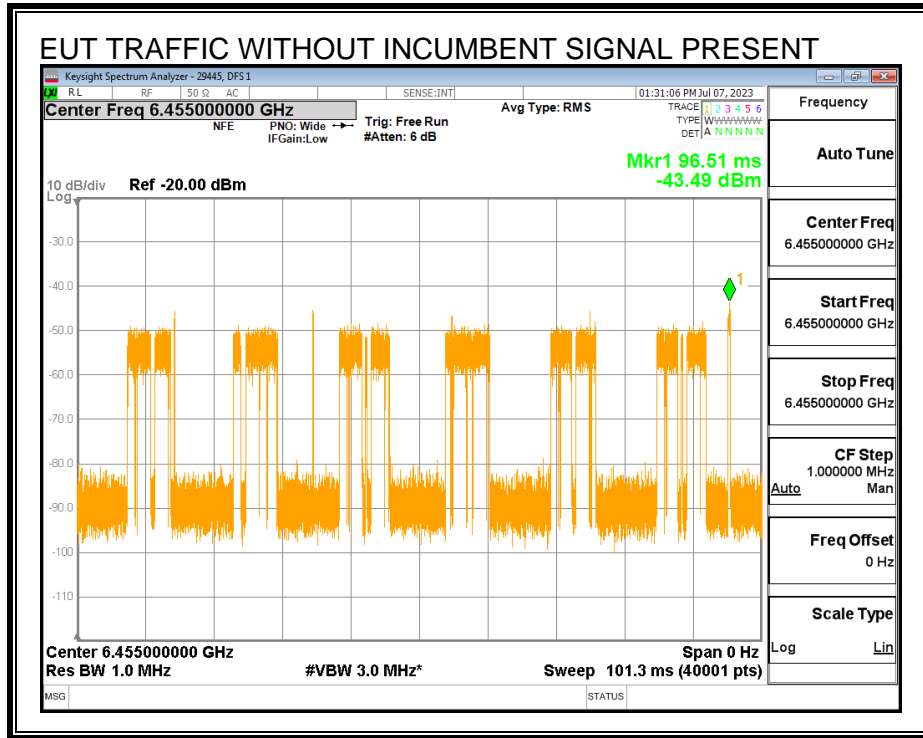 EUT TRAFFIC WITHOUT INCUMBENT SIGNAL PRESENT
Keysight Spectrum Analyzer - 29445, DFS 1
LXI RL RF 50 Ω AC SENSE:INT 01:31:06 PM Jul 07, 2023
Center Freq 6.455000000 GHz
NFE
PNO: Wide
IFGain:Low
Trig: Free Run
#Atten: 6 dB
Avg Type: RMS
TRACE 1 2 3 4 5 6
TYPE WWWWWW
DET A N N N N N
Mkr1 96.51 ms
-43.49 dBm
10 dB/div Ref -20.00 dBm
Log
1
-30.0
-40.0
-50.0
-60.0
-70.0
-80.0
-90.0
-100
-110
Center 6.455000000 GHz Span 0 Hz
Res BW 1.0 MHz #VBW 3.0 MHz* Sweep 101.3 ms (40001 pts)
MSG STATUS
Frequency
Auto Tune
Center Freq
6.455000000 GHz
Start Freq
6.455000000 GHz
Stop Freq
6.455000000 GHz
CF Step
1.000000 MHz
Auto Man
Freq Offset
0 Hz
Scale Type
Log Lin